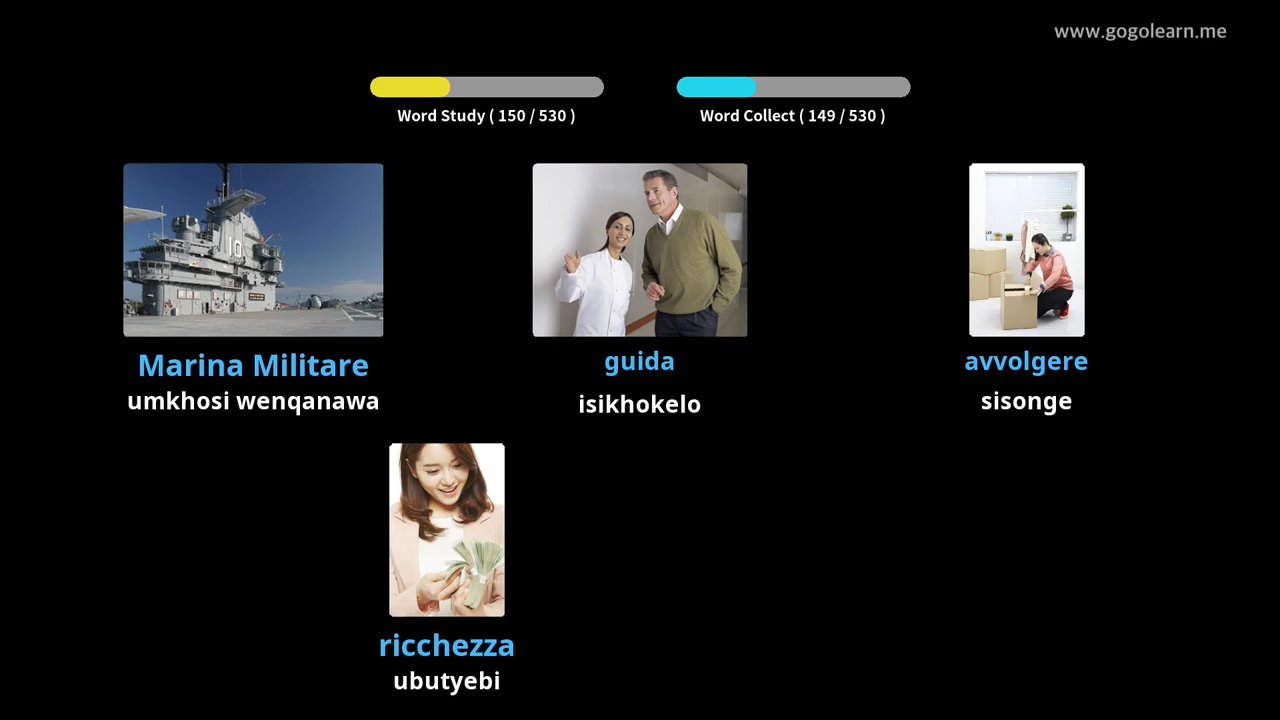 www.gogolearn.me
Word Study ( 150 / 530 )
Word Collect ( 149 / 530 )
10
Marina Militare
umkhosi wenqanawa
guida
isikhokelo
avvolgere
sisonge
ricchezza
ubutyebi